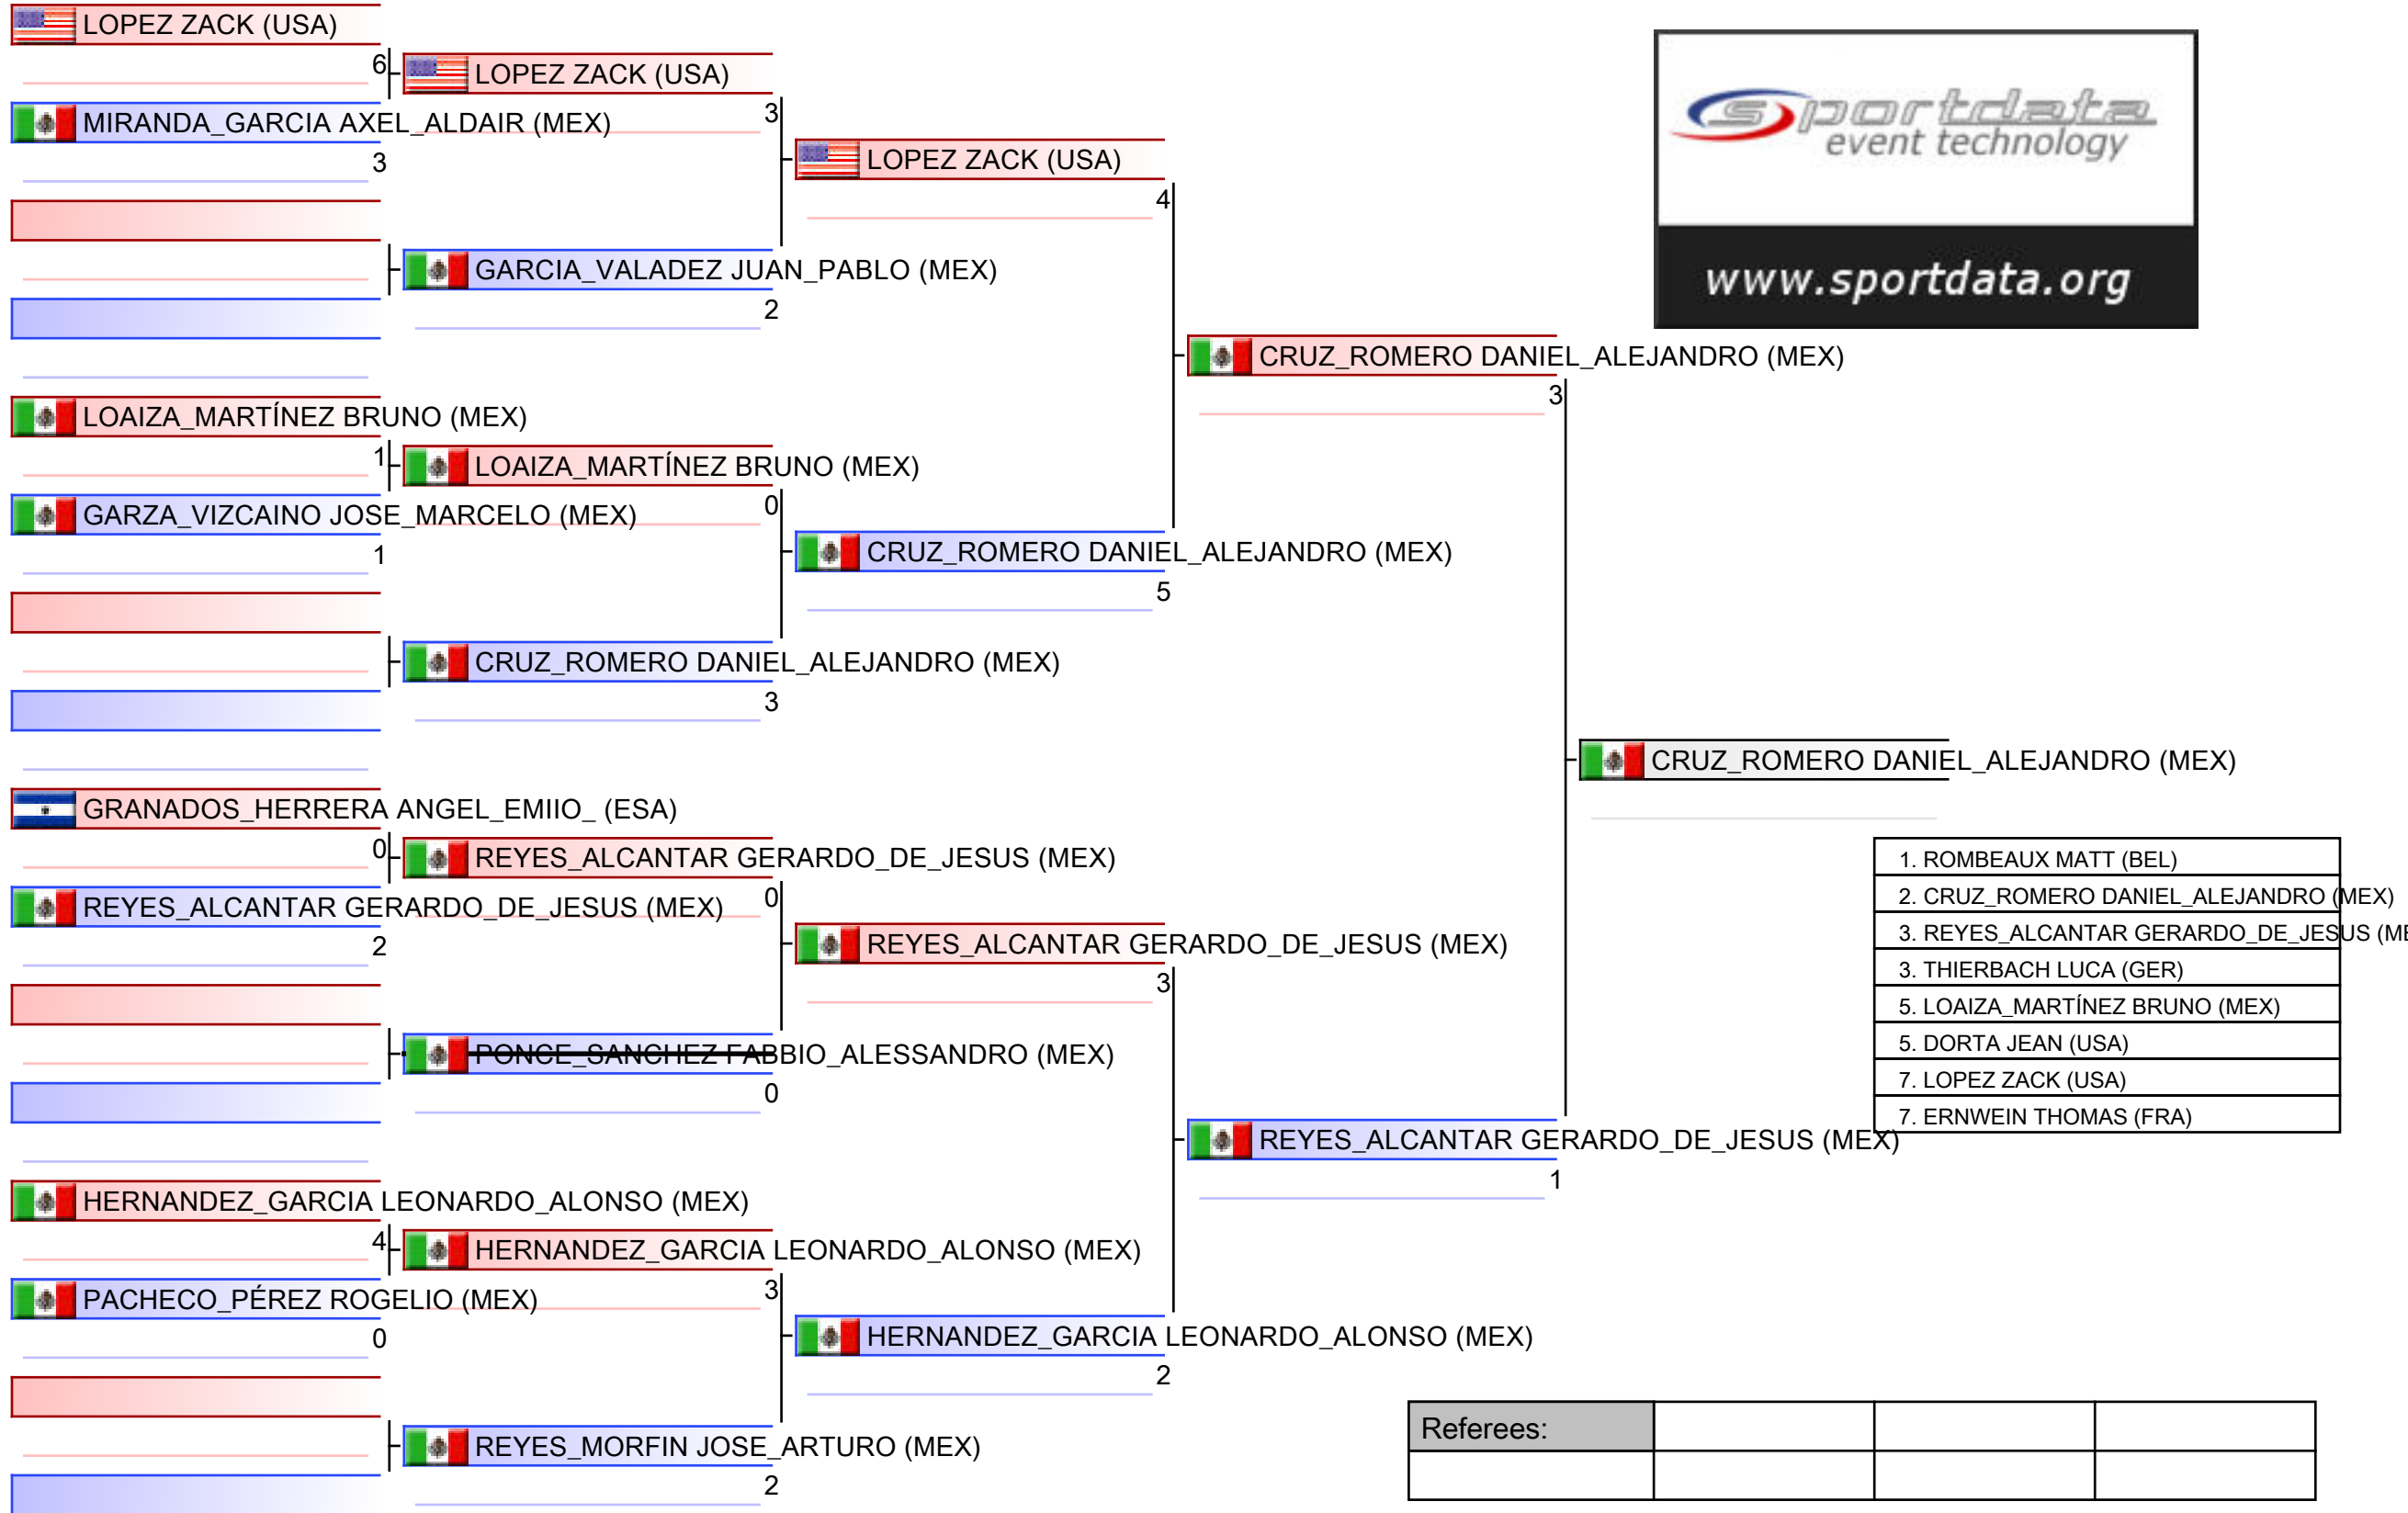 LOPEZ ZACK (USA)
6
MIRANDA_GARCIA AXEL_ALDAIR (MEX)
3
LOAIZA_MARTÍNEZ BRUNO (MEX)
1
GARZA_VIZCAINO JOSE_MARCELO (MEX)
1
GRANADOS_HERRERA ANGEL_EMIIO_ (ESA)
0
REYES_ALCANTAR GERARDO_DE_JESUS (MEX)
2
HERNANDEZ_GARCIA LEONARDO_ALONSO (MEX)
4
PACHECO_PÉREZ ROGELIO (MEX)
0
LOPEZ ZACK (USA)
3
GARCIA_VALADEZ JUAN_PABLO (MEX)
2
LOAIZA_MARTÍNEZ BRUNO (MEX)
0
CRUZ_ROMERO DANIEL_ALEJANDRO (MEX)
3
REYES_ALCANTAR GERARDO_DE_JESUS (MEX)
0
PONCE_SANCHEZ FABBIO_ALESSANDRO (MEX)
0
HERNANDEZ_GARCIA LEONARDO_ALONSO (MEX)
3
REYES_MORFIN JOSE_ARTURO (MEX)
2
LOPEZ ZACK (USA)
4
CRUZ_ROMERO DANIEL_ALEJANDRO (MEX)
5
REYES_ALCANTAR GERARDO_DE_JESUS (MEX)
3
HERNANDEZ_GARCIA LEONARDO_ALONSO (MEX)
2
CRUZ_ROMERO DANIEL_ALEJANDRO (MEX)
3
REYES_ALCANTAR GERARDO_DE_JESUS (MEX)
1
CRUZ_ROMERO DANIEL_ALEJANDRO (MEX)
sportdata
event technology
www.sportdata.org
1. ROMBEAUX MATT (BEL)
2. CRUZ_ROMERO DANIEL_ALEJANDRO (MEX)
3. REYES_ALCANTAR GERARDO_DE_JESUS (ME
3. THIERBACH LUCA (GER)
5. LOAIZA_MARTÍNEZ BRUNO (MEX)
5. DORTA JEAN (USA)
7. LOPEZ ZACK (USA)
7. ERNWEIN THOMAS (FRA)
Referees: